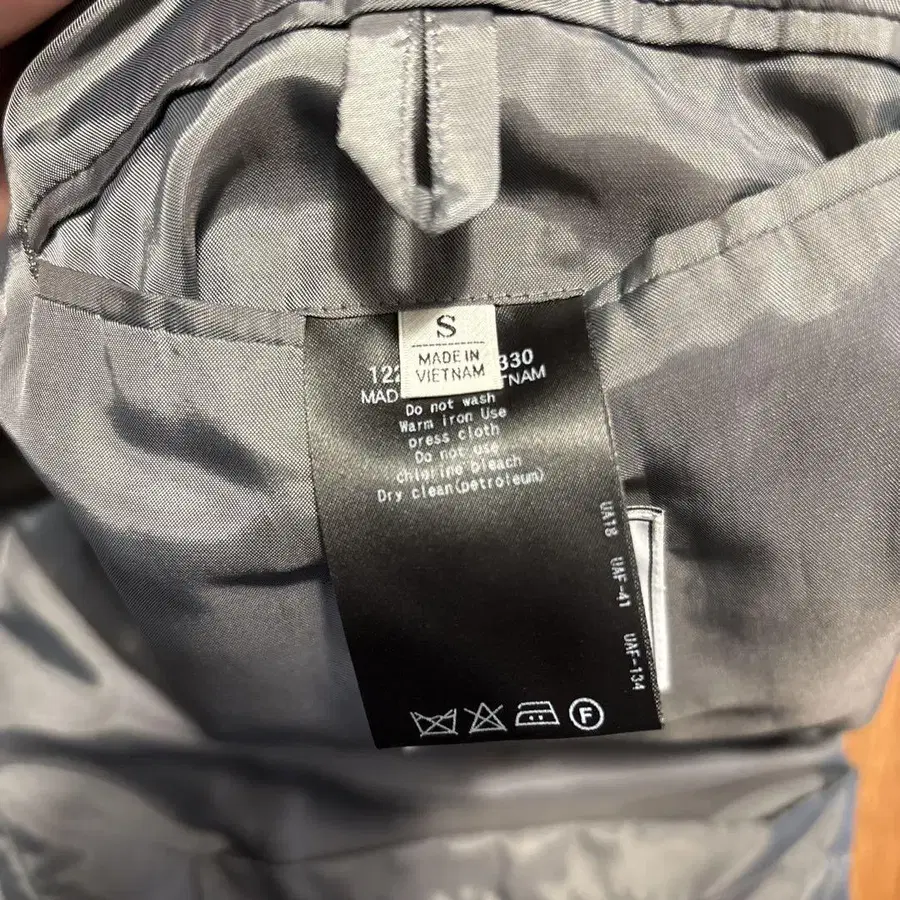 S
MADE IN
VIETNAM
122 330
MAD TNAM
Do not wash
Warm iron Use
press cloth
Do not use
chlorine bleach
Dry clean(petroleum)
UA18 UAF-41 UAF-134
F